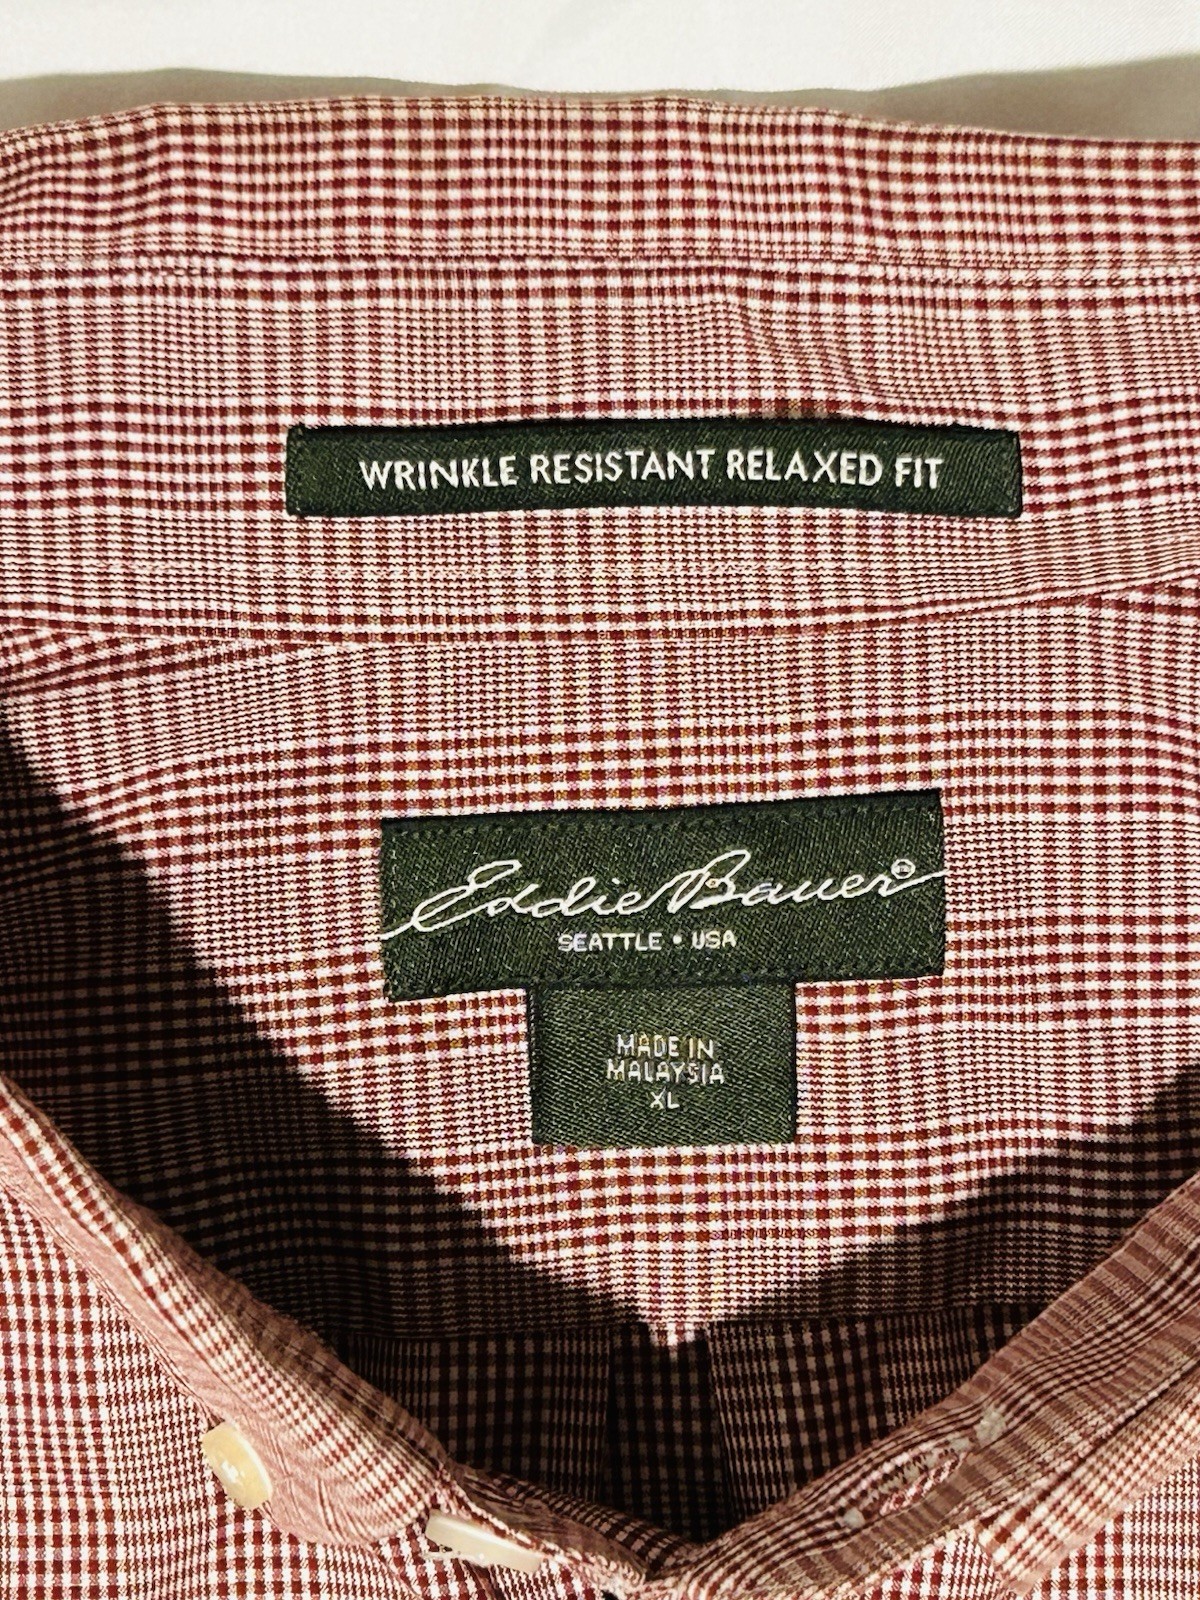 WRINKLE RESISTANT RELAXED FIT
Eddie Bauer®
SEATTLE • USA
MADE IN
MALAYSIA
XL